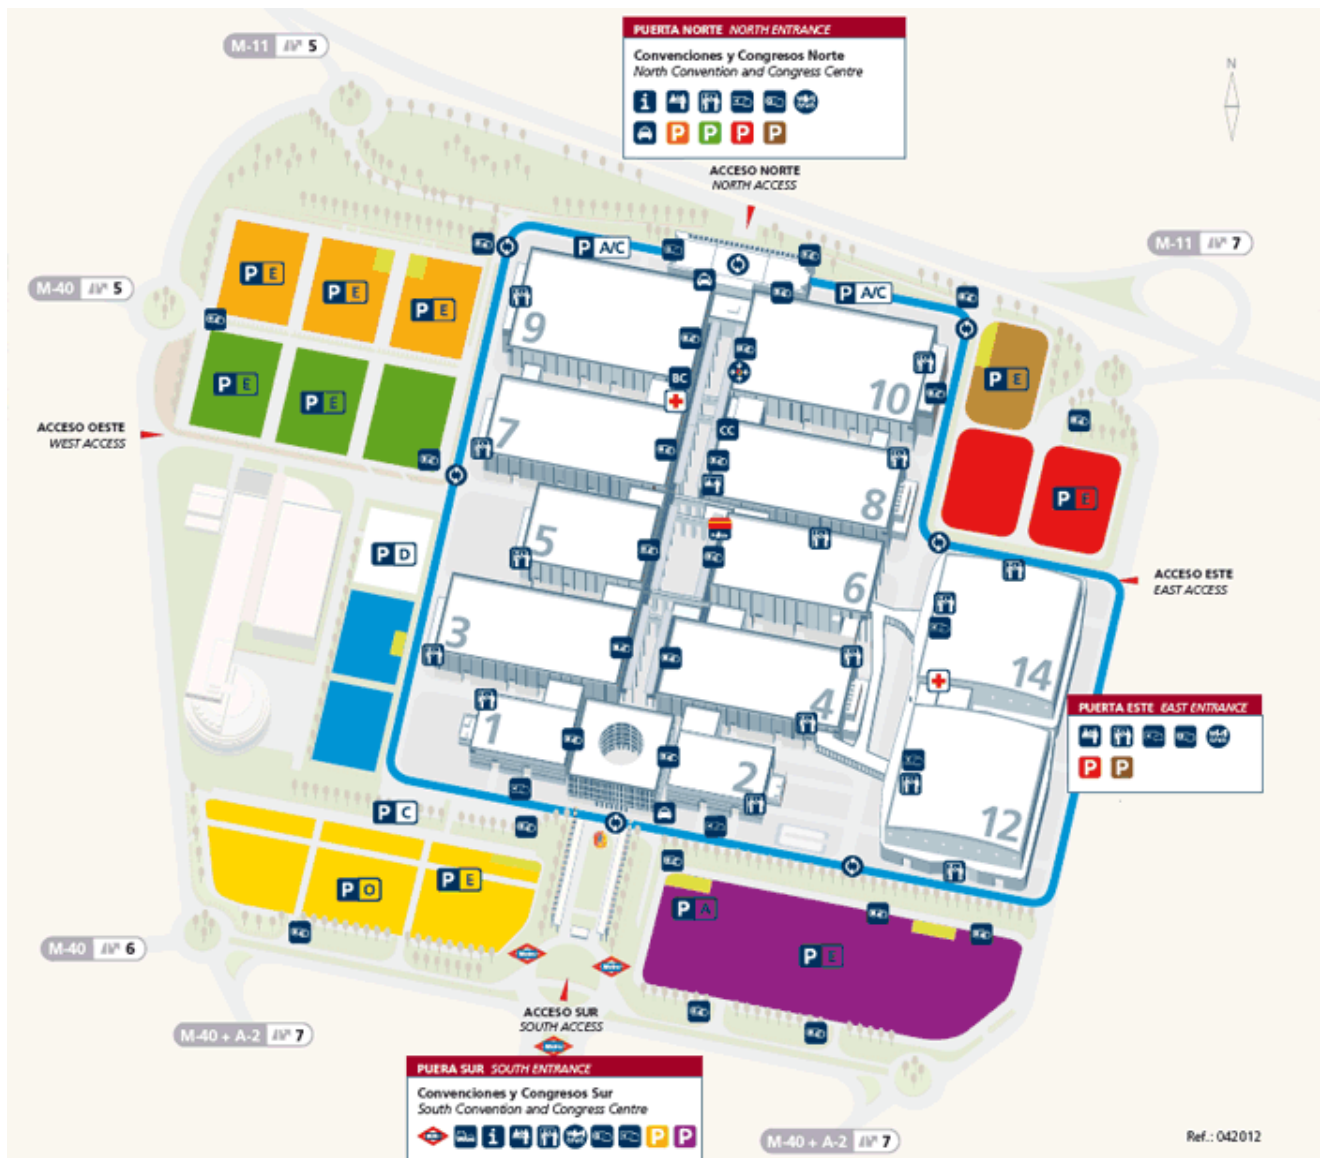 PUERTA NORTE NORTH ENTRANCE
Convenciones y Congresos Norte
North Convention and Congress Centre
i
P P P P
M-11 5
N
ACCESO NORTE
NORTH ACCESS
M-11 7
P A/C
P A/C
M-40 5
P E
P E
P E
9
10
BC
P E
P E
P E
ACCESO OESTE
WEST ACCESS
7
CC
8
P E
P D
5
6
ACCESO ESTE
EAST ACCESS
3
4
14
PUERTA ESTE EAST ENTRANCE
P P
1
2
12
P C
P O
P E
P A
P E
M-40 6
Metro
Metro
ACCESO SUR
SOUTH ACCESS
Metro
M-40 + A-2 7
PUERA SUR SOUTH ENTRANCE
Convenciones y Congresos Sur
South Convention and Congress Centre
i P P
M-40 + A-2 7
Ref.: 042012